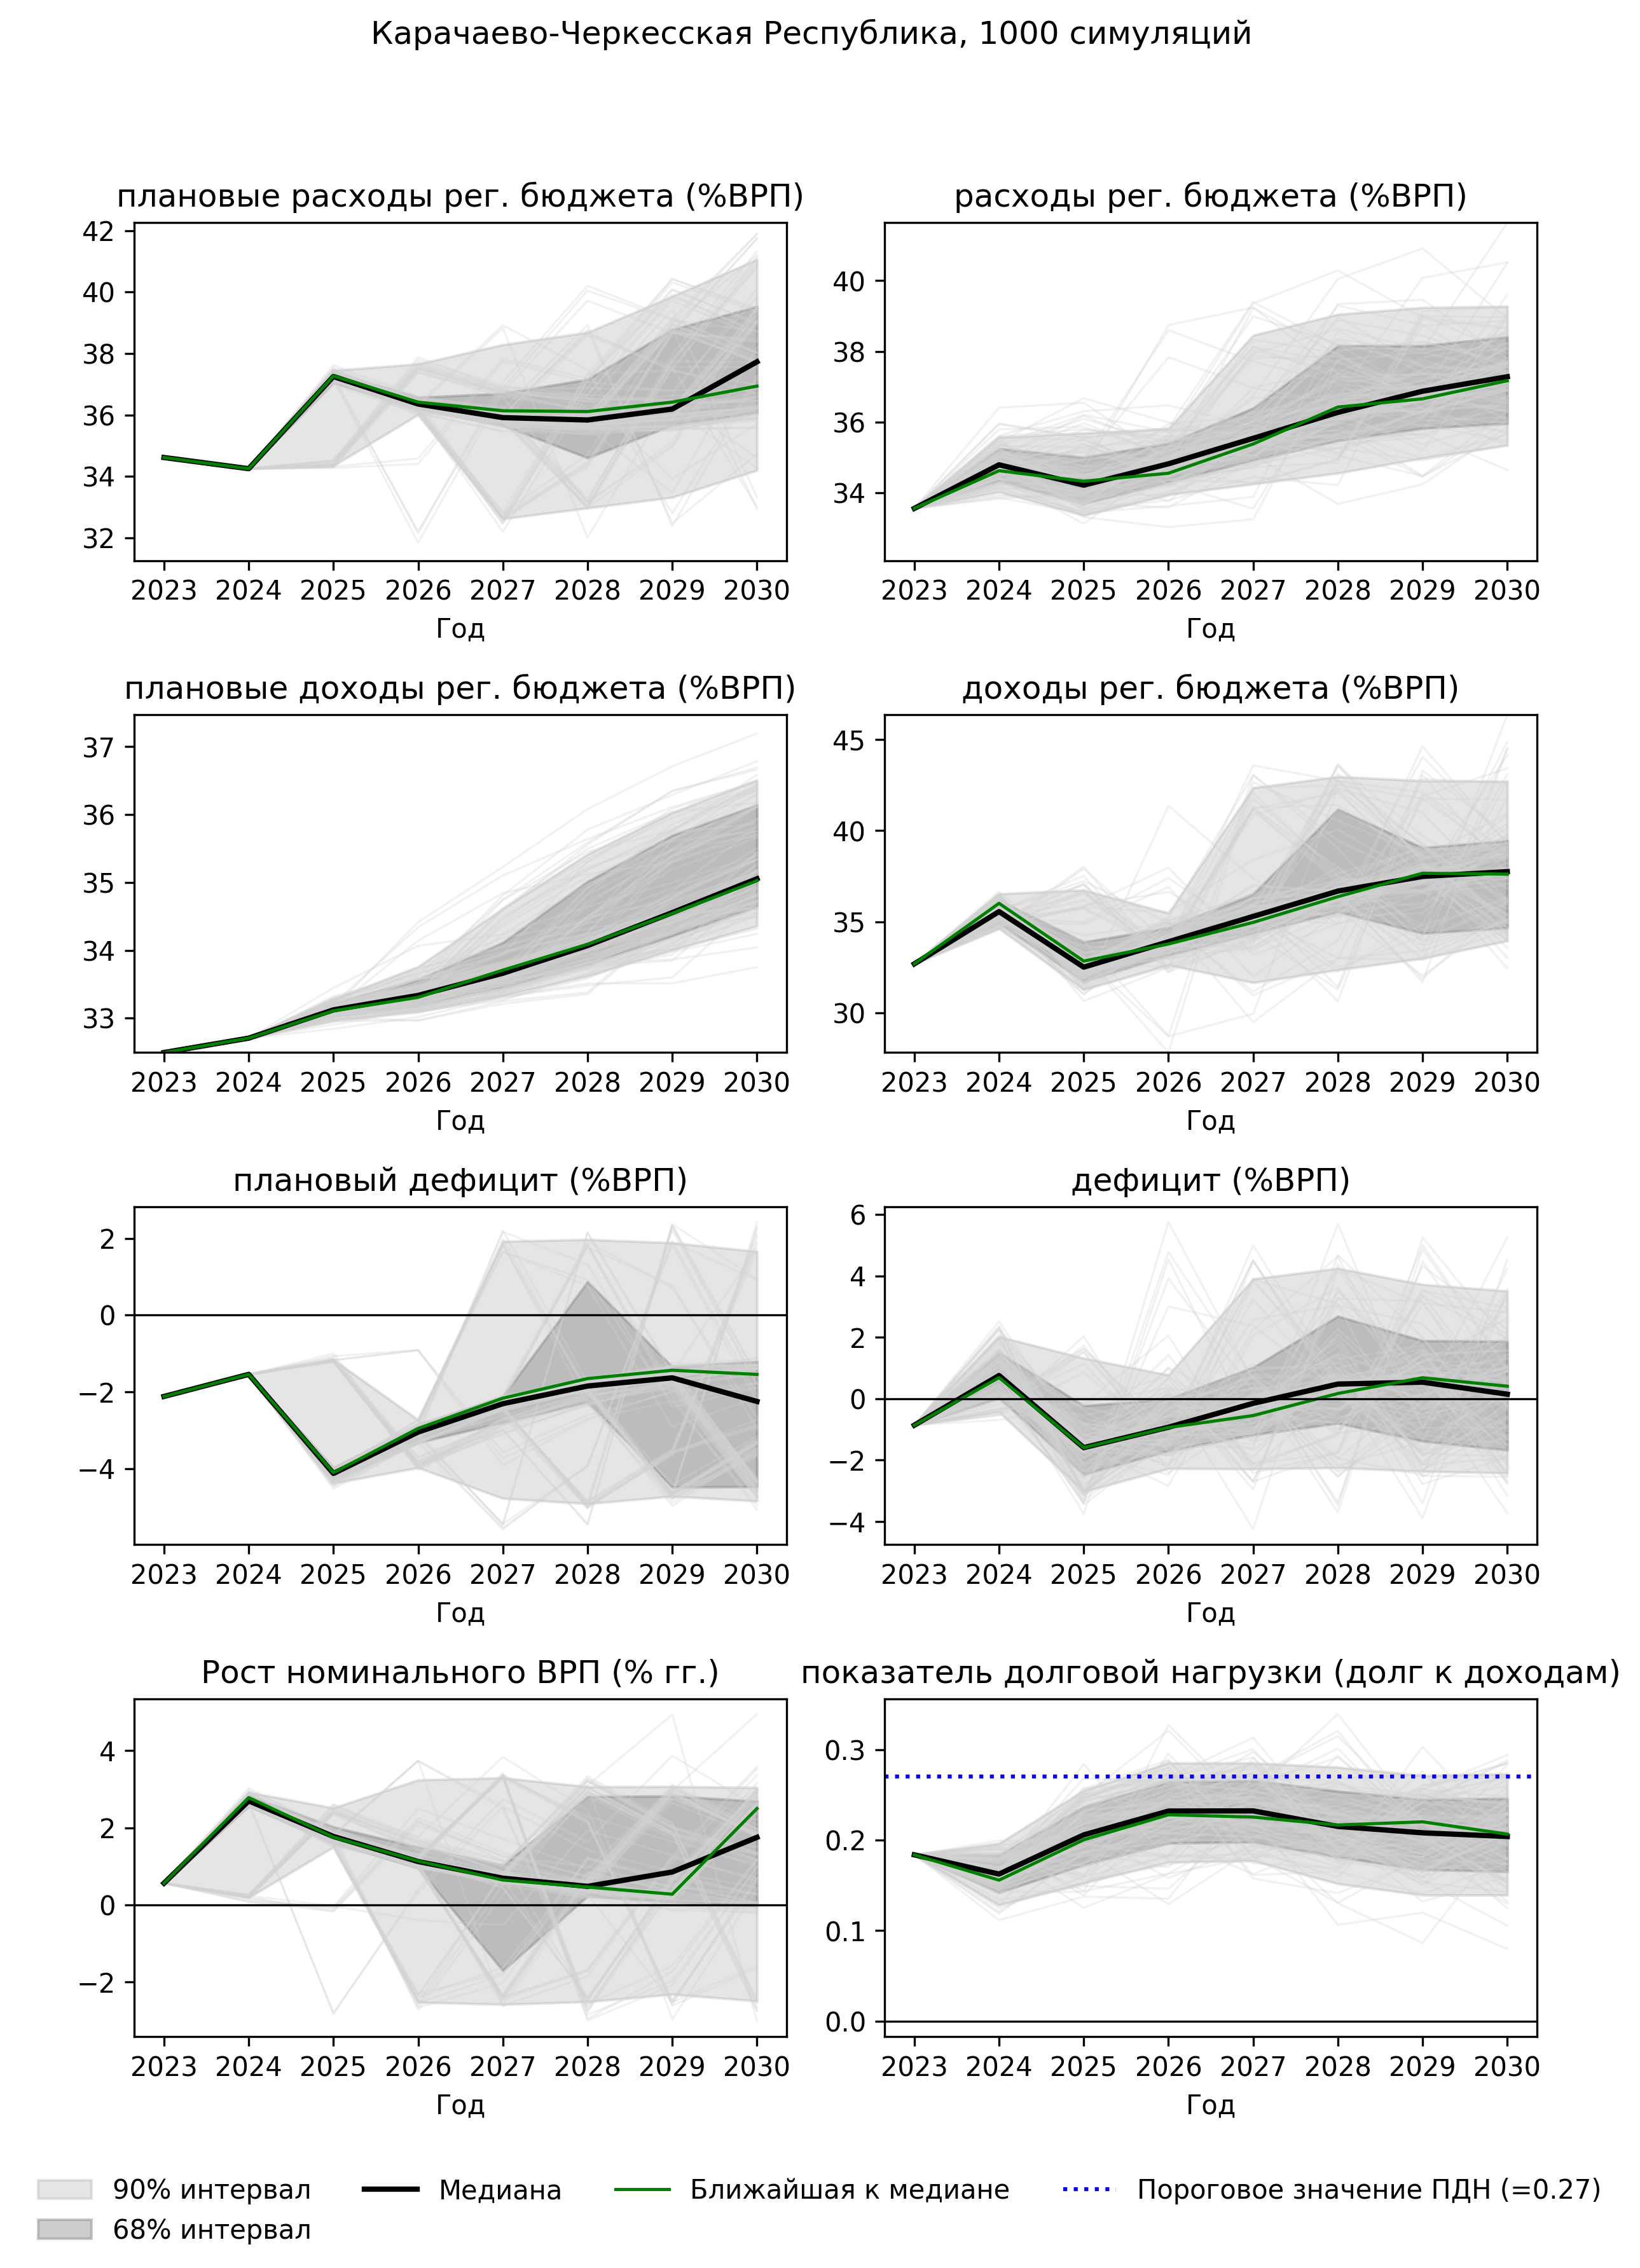 Карачаево-Черкесская Республика, 1000 симуляций
плановые расходы рег. бюджета (%ВРП)
42
40
38
36
34
32
2023 2024 2025 2026 2027 2028 2029 2030
Год
расходы рег. бюджета (%ВРП)
40
38
36
34
2023 2024 2025 2026 2027 2028 2029 2030
Год
плановые доходы рег. бюджета (%ВРП)
37
36
35
34
33
2023 2024 2025 2026 2027 2028 2029 2030
Год
доходы рег. бюджета (%ВРП)
45
40
35
30
2023 2024 2025 2026 2027 2028 2029 2030
Год
плановый дефицит (%ВРП)
2
0
−2
−4
2023 2024 2025 2026 2027 2028 2029 2030
Год
дефицит (%ВРП)
6
4
2
0
−2
−4
2023 2024 2025 2026 2027 2028 2029 2030
Год
Рост номинального ВРП (% гг.)
4
2
0
−2
2023 2024 2025 2026 2027 2028 2029 2030
Год
показатель долговой нагрузки (долг к доходам)
0.3
0.2
0.1
0.0
2023 2024 2025 2026 2027 2028 2029 2030
Год
90% интервал
68% интервал
Медиана
Ближайшая к медиане
Пороговое значение ПДН (=0.27)